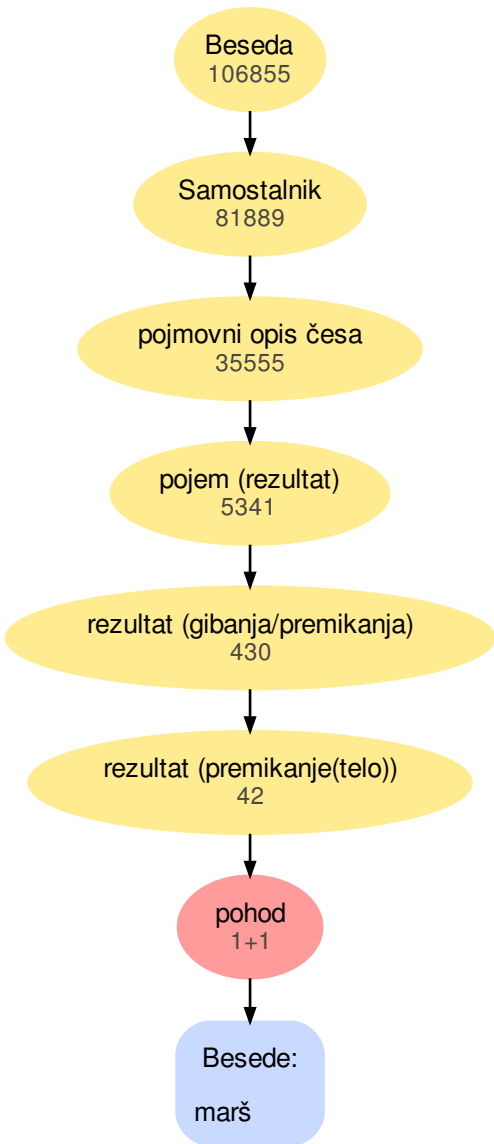 Beseda
106855
Samostalnik
81889
pojmovni opis česa
35555
pojem (rezultat)
5341
rezultat (gibanja/premikanja)
430
rezultat (premikanje(telo))
42
pohod
1+1
Besede:
marš